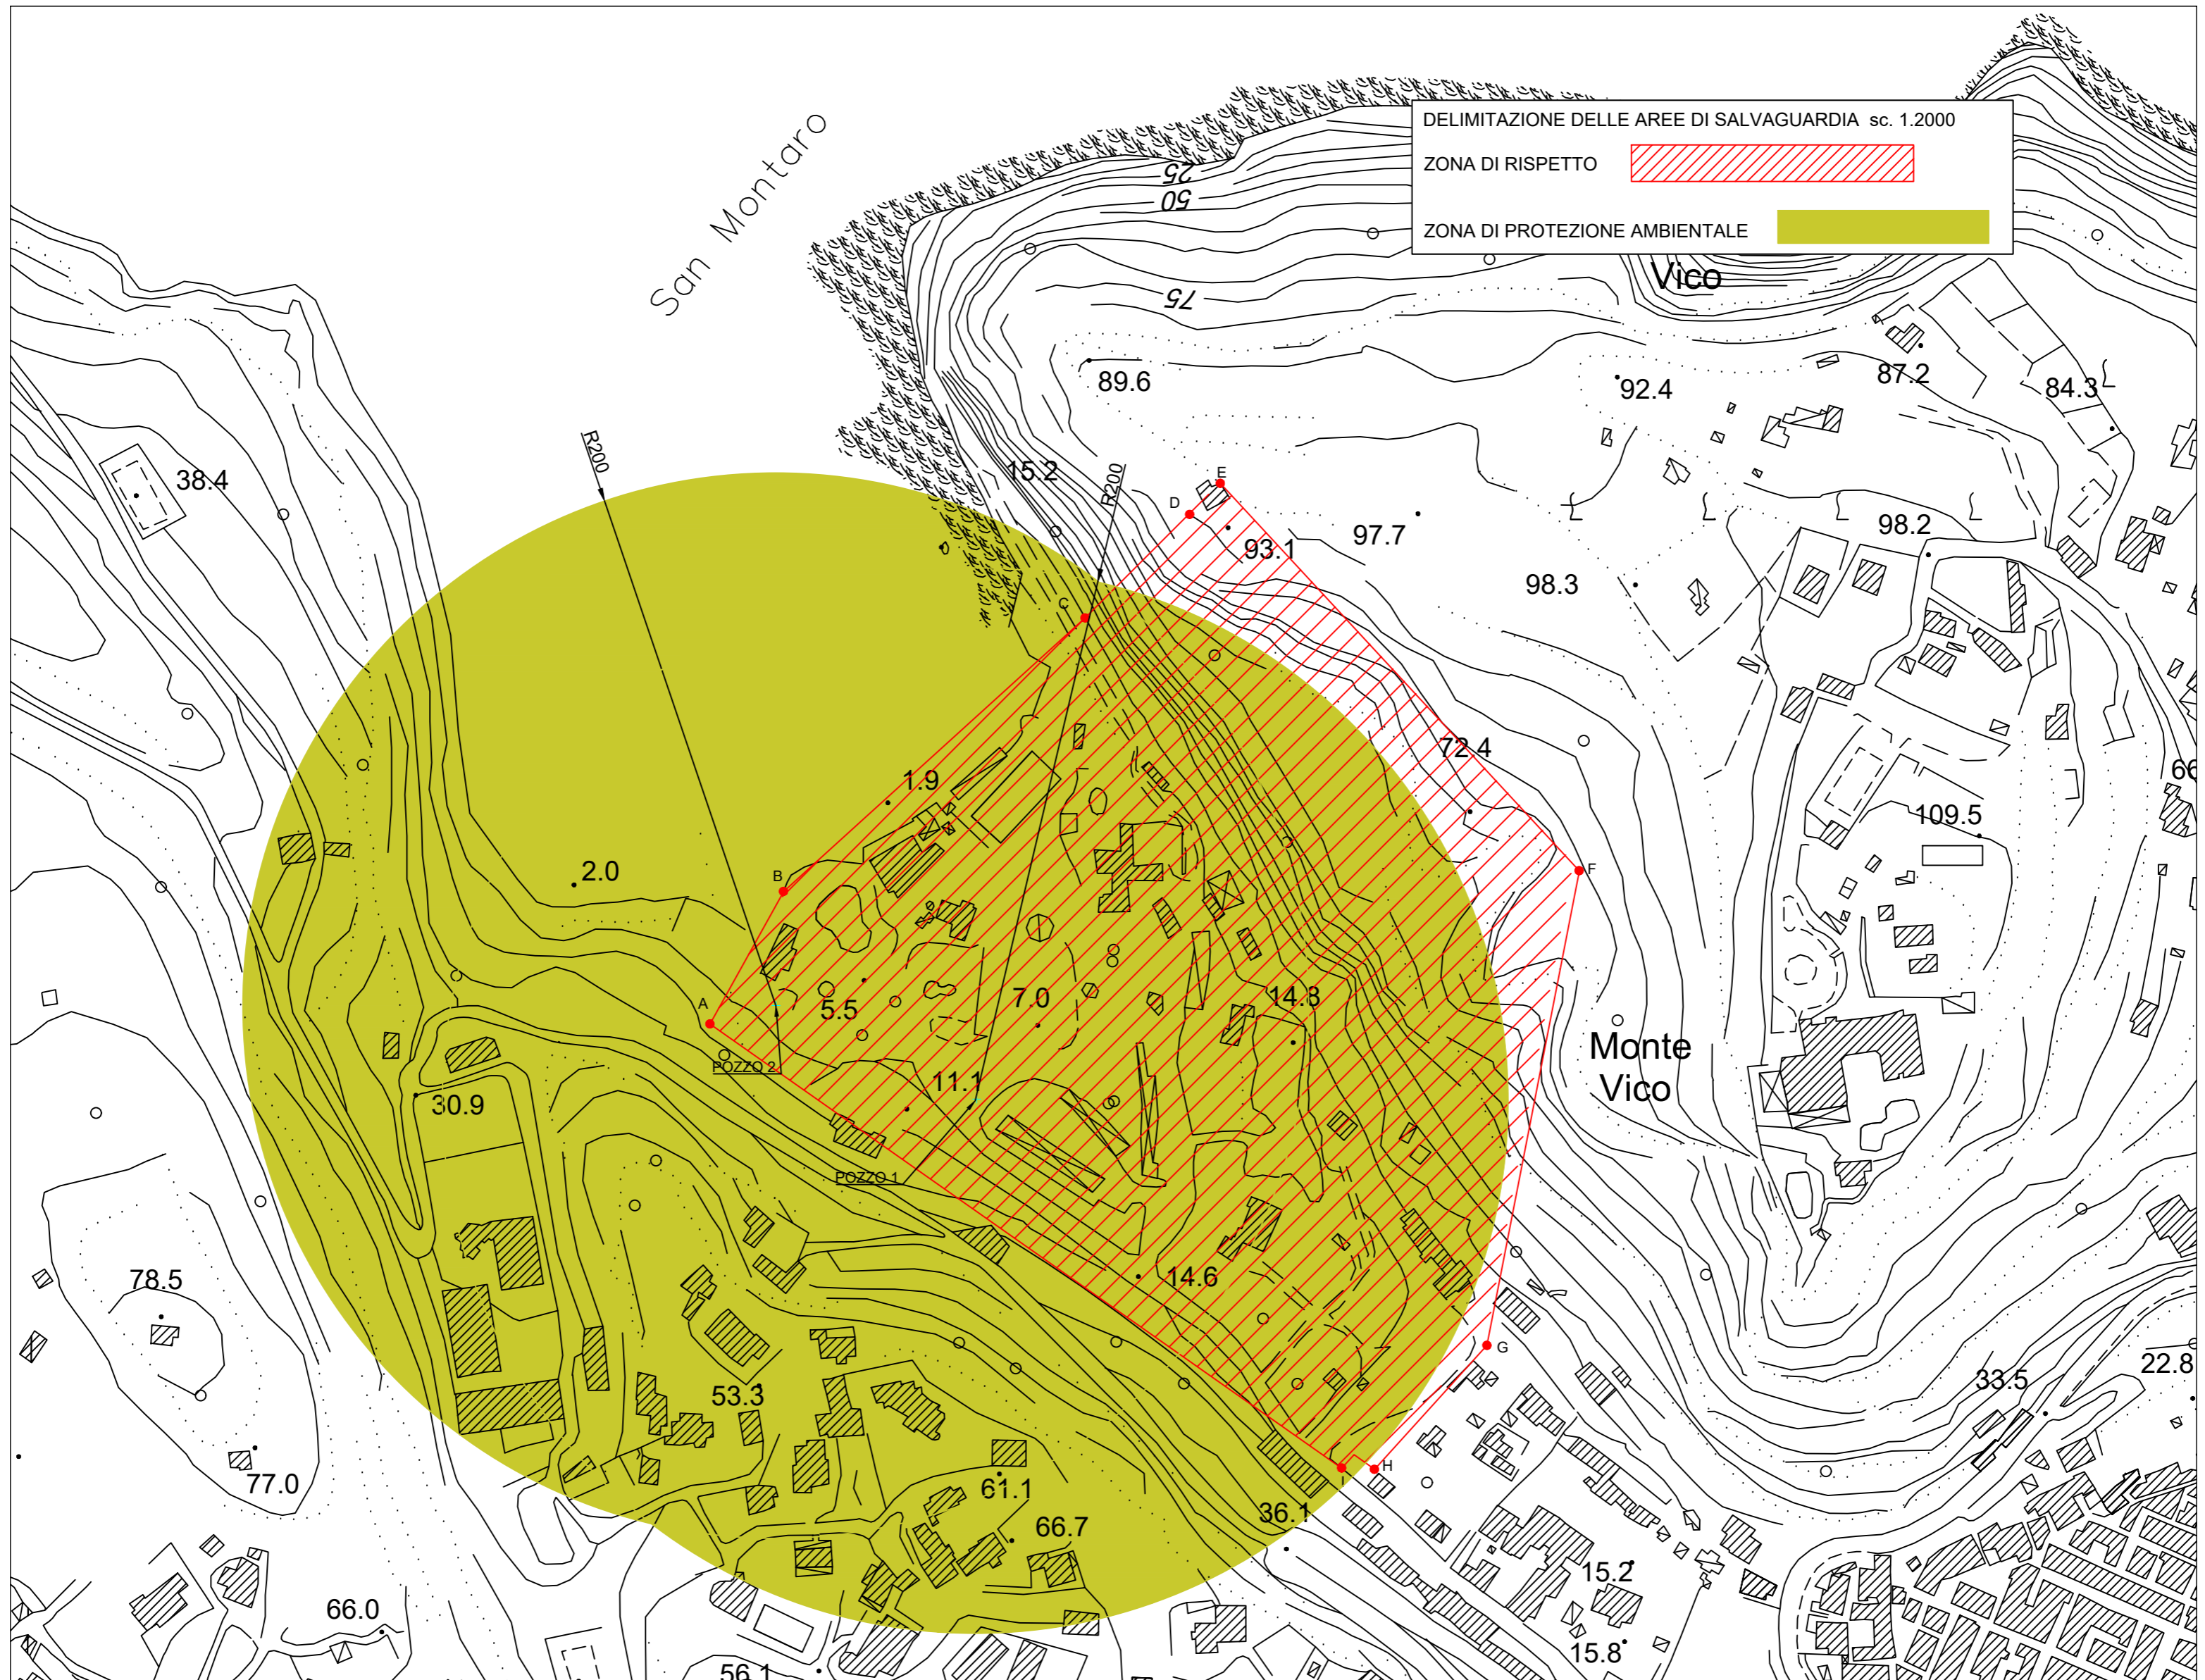 DELIMITAZIONE DELLE AREE DI SALVAGUARDIA sc. 1.2000
ZONA DI RISPETTO
ZONA DI PROTEZIONE AMBIENTALE
San Montaro
25
50
75
Vico
89.6
92.4
87.2
84.3
38.4
R200
15.2
R200
E
D
93.1
97.7
98.3
98.2
C
72.4
66
1.9
109.5
2.0
B
F
A
5.5
7.0
14.3
Monte
Vico
POZZO 2
11.1
30.9
POZZO 1
78.5
14.6
G
33.5
22.8
53.3
77.0
61.1
I
H
36.1
66.7
15.2
66.0
15.8
56.1